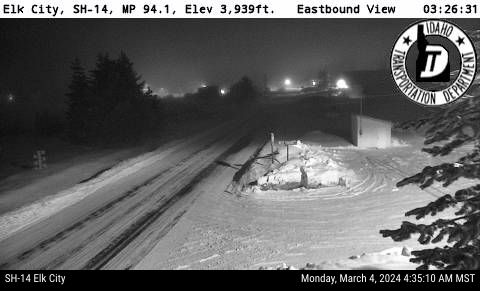 Elk City, SH-14, MP 94.1, Elev 3,939ft. Eastbound View 03:26:31
IDAHO
TRANSPORTATION DEPARTMENT
SH-14 Elk City Monday, March 4, 2024 4:35:10 AM MST